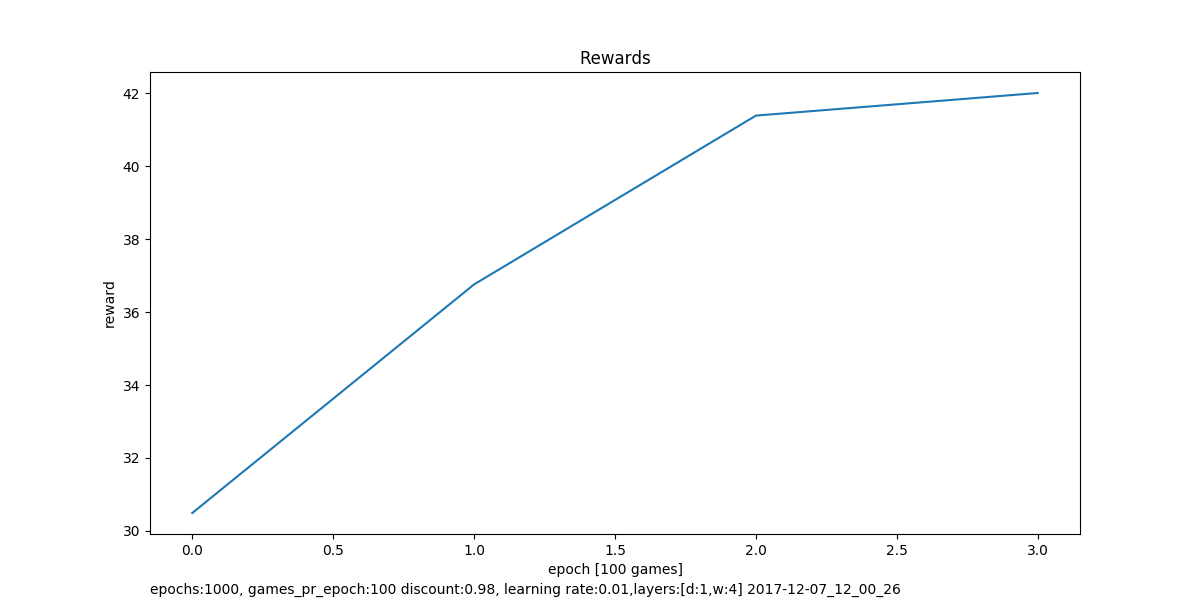 Rewards
42
40
38
36
34
32
30
reward
0.0 0.5 1.0 1.5 2.0 2.5 3.0
epoch [100 games]
epochs:1000, games_pr_epoch:100 discount:0.98, learning rate:0.01,layers:[d:1,w:4] 2017-12-07_12_00_26